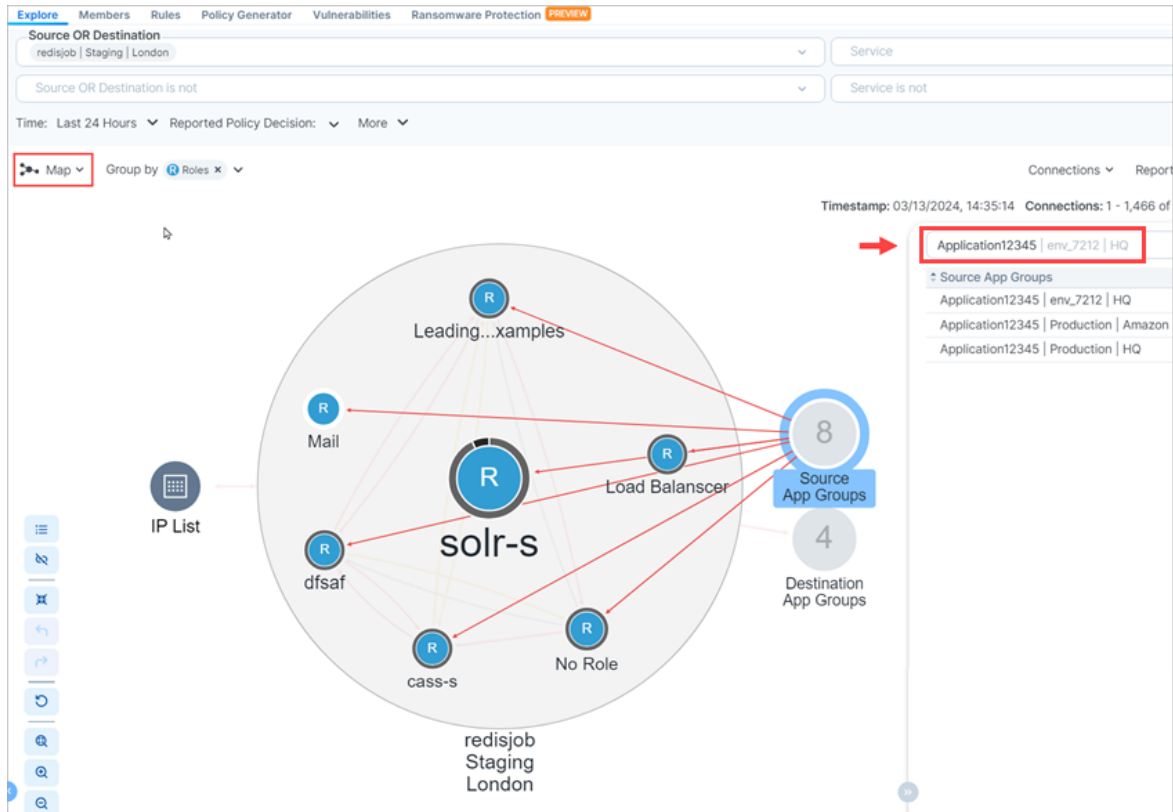 Explore Members Rules Policy Generator Vulnerabilities Ransomware Protection PREVIEW
Source OR Destination
redisjob | Staging | London
Service
Source OR Destination is not
Service is not
Time: Last 24 Hours Reported Policy Decision: More
Map Group by R Roles × Connections Report
Timestamp: 03/13/2024, 14:35:14 Connections: 1 - 1,466 of
Application12345 | env_7212 | HQ
Source App Groups
Application12345 | env_7212 | HQ
Application12345 | Production | Amazon
Application12345 | Production | HQ
R
Leading...xamples
R
Mail
R
Load Balanscer
R
solr-s
8
Source
App Groups
IP List
4
Destination
App Groups
R
dfsaf
R
No Role
R
cass-s
redisjob
Staging
London